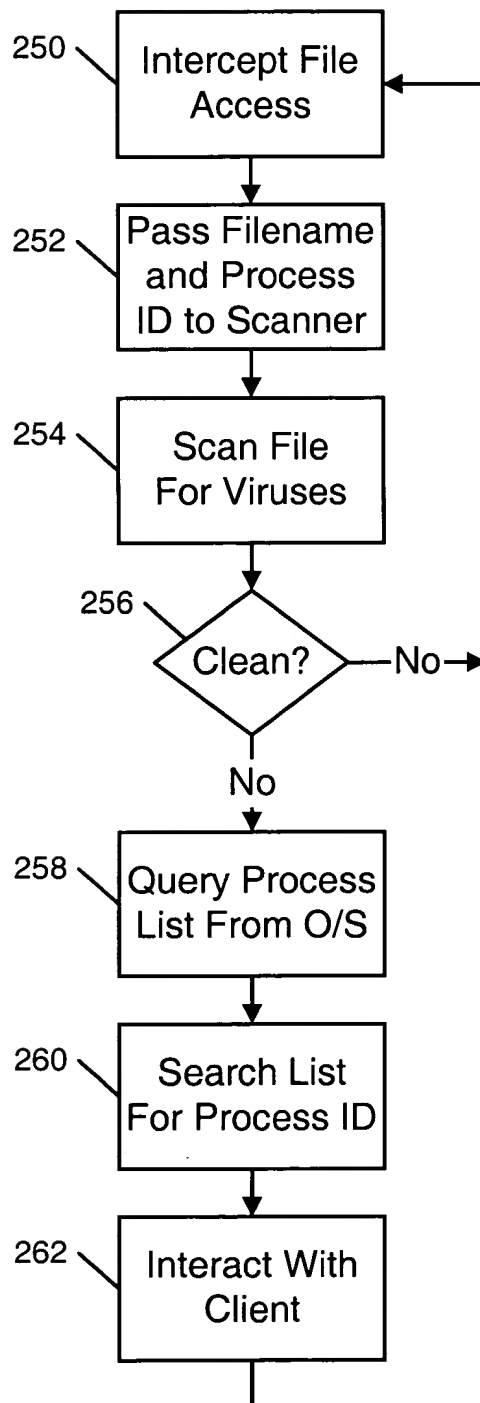 250
Intercept File
Access
252
Pass Filename
and Process
ID to Scanner
254
Scan File
For Viruses
256
Clean?
No
No
258
Query Process
List From O/S
260
Search List
For Process ID
262
Interact With
Client